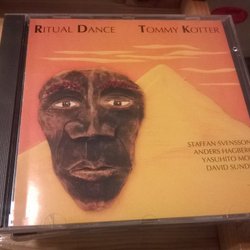 RITUAL DANCE TOMMY KOTTER
STAFFAN SVENSSON
ANDERS HAGBERG
YASUHITO
DAVID